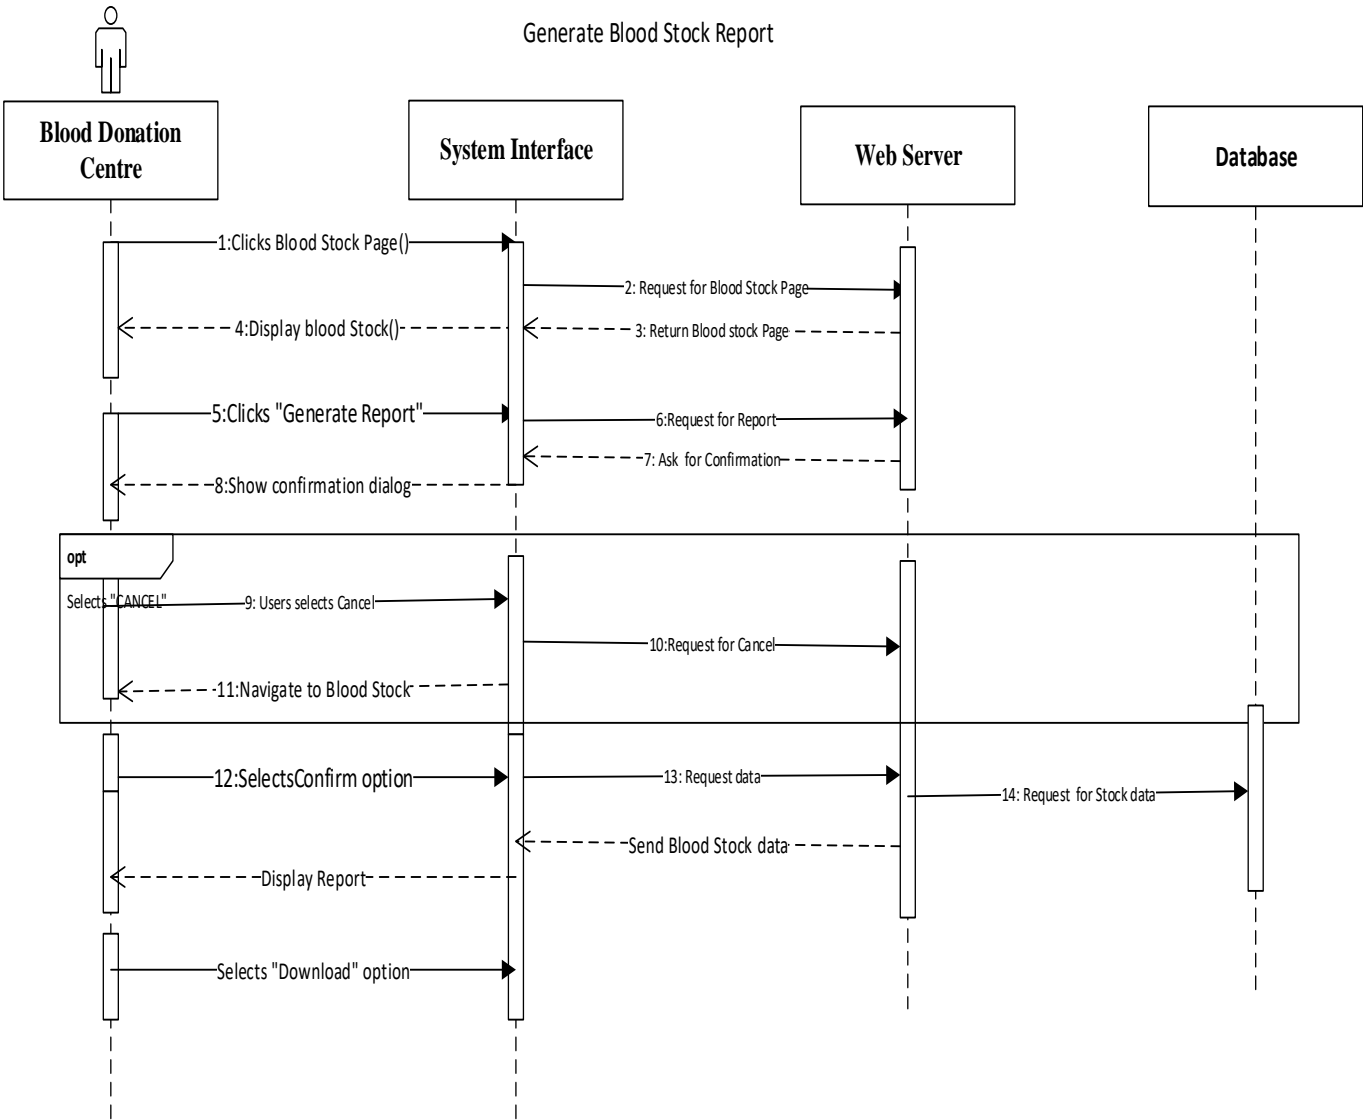 Generate Blood Stock Report
Blood Donation
Centre
System Interface
Web Server
Database
1:Clicks Blood Stock Page()
2: Request for Blood Stock Page
4:Display blood Stock()
3: Return Blood stock Page
5:Clicks "Generate Report"
6:Request for Report
7: Ask for Confirmation
8:Show confirmation dialog
opt
Selects "CANCEL"
9: Users selects Cancel
10:Request for Cancel
11:Navigate to Blood Stock
12:SelectsConfirm option
13: Request data
14: Request for Stock data
Send Blood Stock data
Display Report
Selects "Download" option